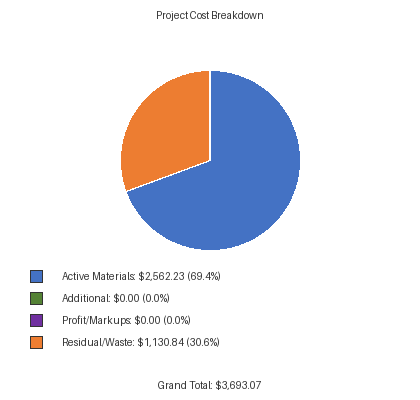 Project Cost Breakdown
Active Materials: $2,562.23 (69.4%)
Additional: $0.00 (0.0%)
Profit/Markups: $0.00 (0.0%)
Residual/Waste: $1,130.84 (30.6%)
Grand Total: $3,693.07